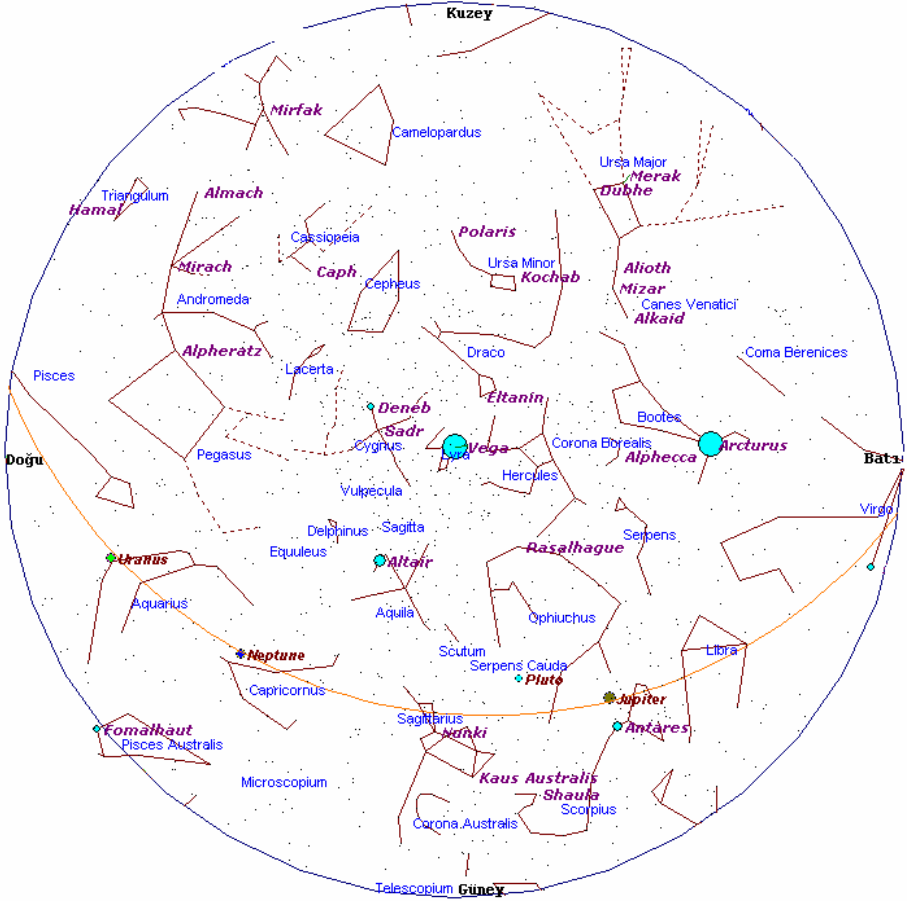 Kuzey
Mirfak
Camelopardus
Ursa Major
Merak
Dubhe
Triangulum
Almach
Hamal
Cassiopeia
Polaris
Mirach
Caph
Ursa Minor
Kochab
Alioth
Cepheus
Mizar
Andromeda
Canes Venatici
Alkaid
Alpheratz
Draco
Coma Berenices
Lacerta
Pisces
Eltanin
Deneb
Bootes
Sadr
Cygnus
Vega
Lyra
Corona Borealis
Arcturus
Alphecca
Doğu
Pegasus
Batı
Hercules
Vulpecula
Virgo
Sagitta
Delphinus
Serpens
Equuleus
Rasalhague
Uranus
Altair
Aquarius
Aquila
Ophiuchus
Scutum
Libra
Neptune
Serpens Cauda
Pluto
Capricornus
Jupiter
Sagittarius
Fomalhaut
Nunki
Antares
Pisces Australis
Microscopium
Kaus Australis
Shaula
Scorpius
Corona Australis
Telescopium
Güney